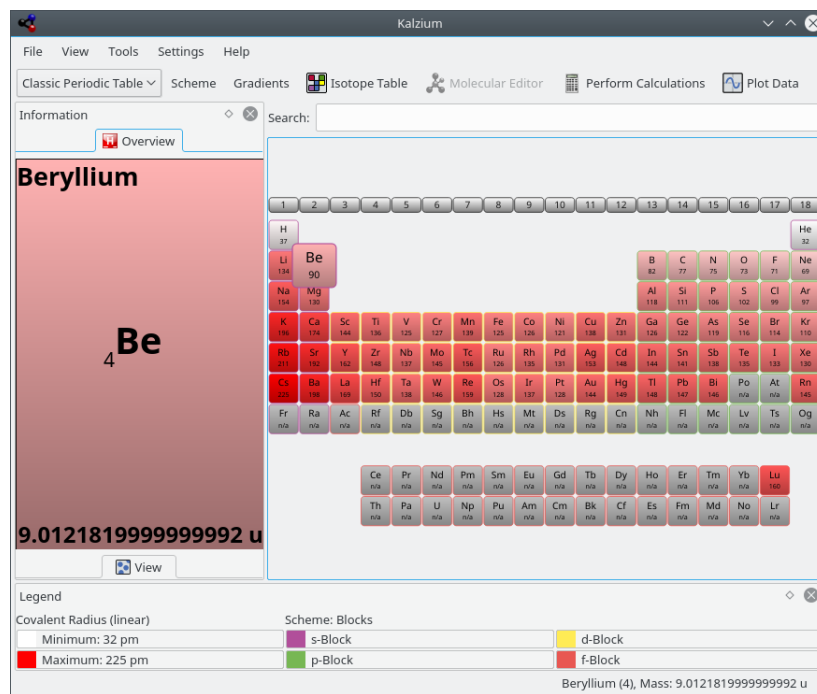 Kalzium
File View Tools Settings Help
Classic Periodic Table Scheme Gradients Isotope Table Molecular Editor Perform Calculations Plot Data
Information
Search:
Overview
Beryllium
4Be
9.0121819999999992 u
View
1 2 3 4 5 6 7 8 9 10 11 12 13 14 15 16 17 18
H He
37 32
Li Be B C N O F Ne
134 90 82 77 75 73 71 69
Na Mg Al Si P S Cl Ar
154 130 118 111 106 102 99 97
K Ca Sc Ti V Cr Mn Fe Co Ni Cu Zn Ga Ge As Se Br Kr
196 174 144 136 125 127 139 125 126 121 138 131 126 122 119 116 114 110
Rb Sr Y Zr Nb Mo Tc Ru Rh Pd Ag Cd In Sn Sb Te I Xe
211 192 162 148 137 145 156 126 135 131 153 148 144 141 138 135 133 130
Cs Ba La Hf Ta W Re Os Ir Pt Au Hg Tl Pb Bi Po At Rn
225 198 169 150 138 146 159 128 137 128 144 149 148 147 146 n/a n/a 145
Fr Ra Ac Rf Db Sg Bh Hs Mt Ds Rg Cn Nh Fl Mc Lv Ts Og
n/a n/a n/a n/a n/a n/a n/a n/a n/a n/a n/a n/a n/a n/a n/a n/a n/a n/a
Ce Pr Nd Pm Sm Eu Gd Tb Dy Ho Er Tm Yb Lu
n/a n/a n/a n/a n/a n/a n/a n/a n/a n/a n/a n/a n/a 160
Th Pa U Np Pu Am Cm Bk Cf Es Fm Md No Lr
n/a n/a n/a n/a n/a n/a n/a n/a n/a n/a n/a n/a n/a n/a
Legend
Covalent Radius (linear) Scheme: Blocks
Minimum: 32 pm s-Block d-Block
Maximum: 225 pm p-Block f-Block
Beryllium (4), Mass: 9.0121819999999992 u